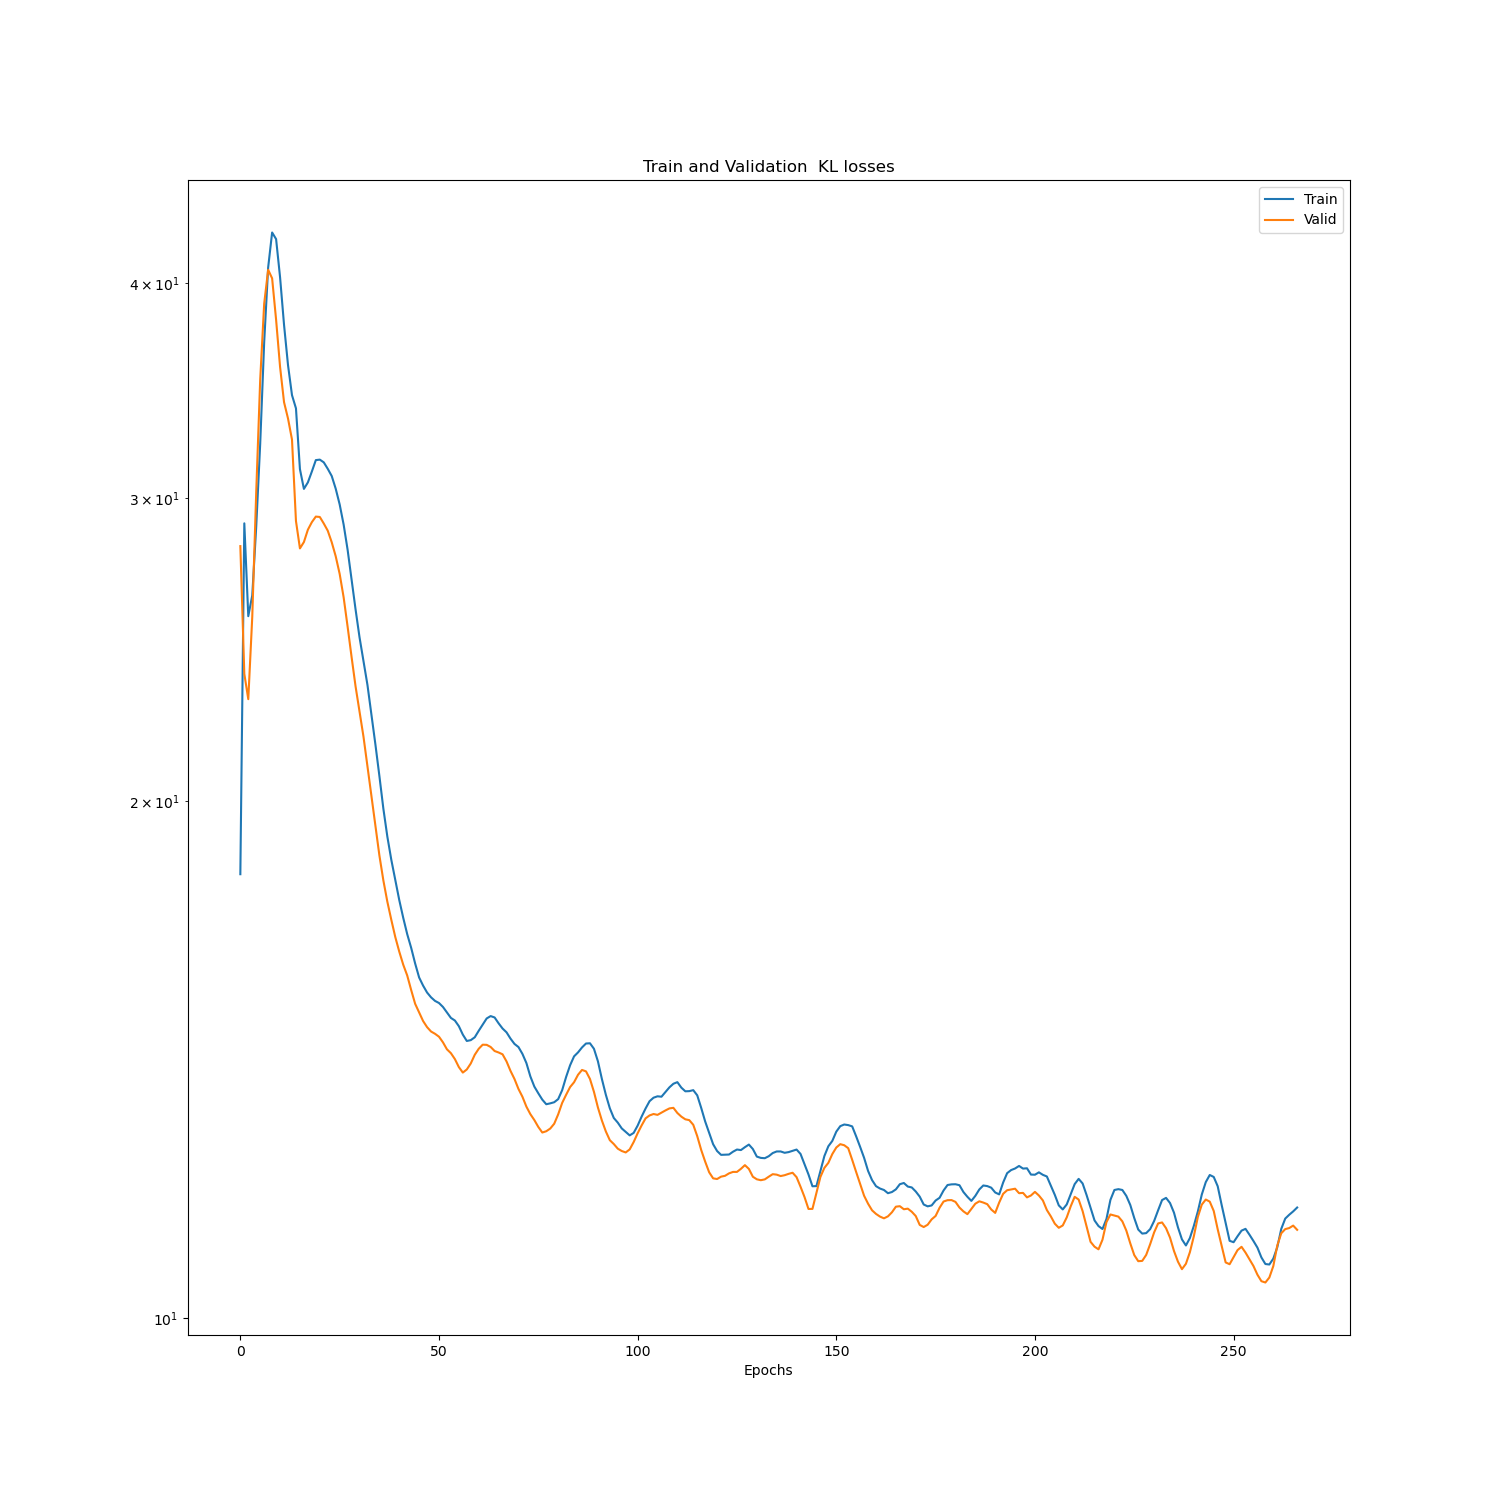 Train and Validation  KL losses
Train
Valid
4 × 10¹
3 × 10¹
2 × 10¹
10¹
0 50 100 150 200 250
Epochs